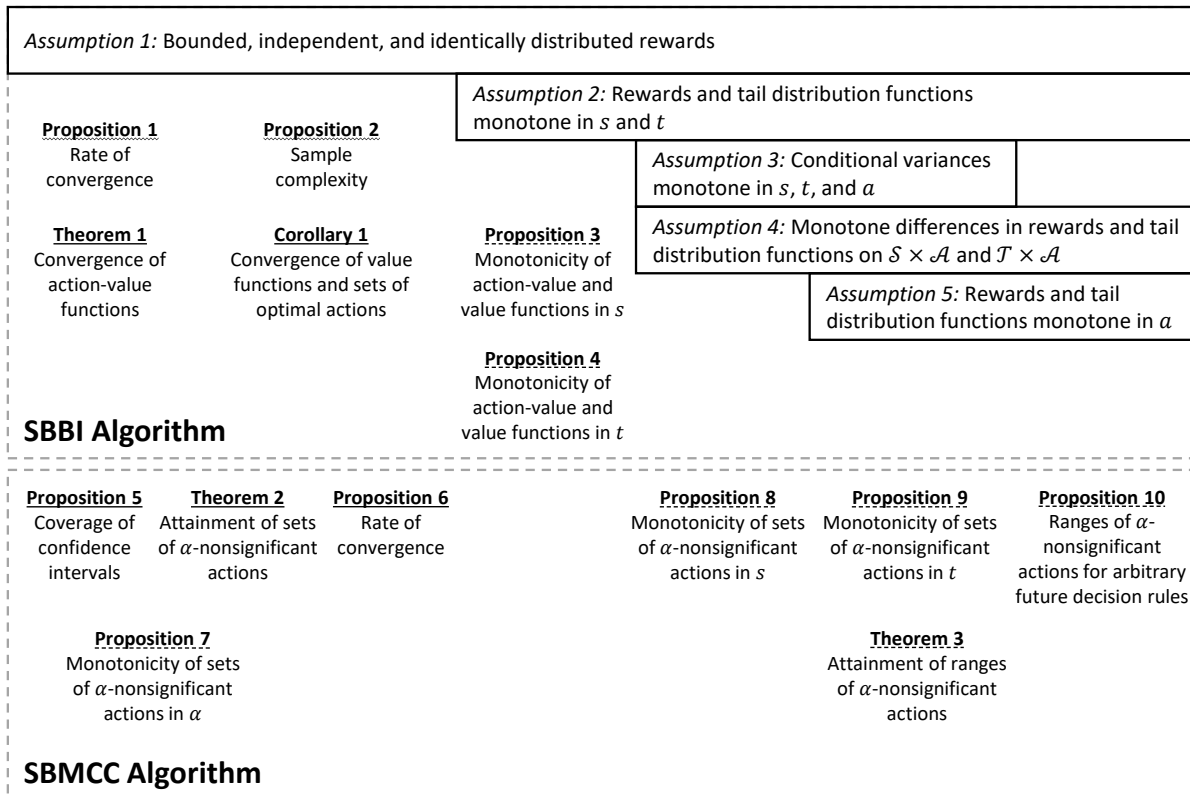 Assumption 1: Bounded, independent, and identically distributed rewards
Assumption 2: Rewards and tail distribution functions
monotone in s and t
Proposition 1
Rate of
convergence
Proposition 2
Sample
complexity
Assumption 3: Conditional variances
monotone in s, t, and a
Assumption 4: Monotone differences in rewards and tail
distribution functions on 𝒮 × 𝒜 and 𝒯 × 𝒜
Theorem 1
Convergence of
action-value
functions
Corollary 1
Convergence of value
functions and sets of
optimal actions
Proposition 3
Monotonicity of
action-value and
value functions in s
Assumption 5: Rewards and tail
distribution functions monotone in a
Proposition 4
Monotonicity of
action-value and
value functions in t
SBBI Algorithm
Proposition 5
Coverage of
confidence
intervals
Theorem 2
Attainment of sets
of α-nonsignificant
actions
Proposition 6
Rate of
convergence
Proposition 8
Monotonicity of sets
of α-nonsignificant
actions in s
Proposition 9
Monotonicity of sets
of α-nonsignificant
actions in t
Proposition 10
Ranges of α-
nonsignificant
actions for arbitrary
future decision rules
Proposition 7
Monotonicity of sets
of α-nonsignificant
actions in α
Theorem 3
Attainment of ranges
of α-nonsignificant
actions
SBMCC Algorithm